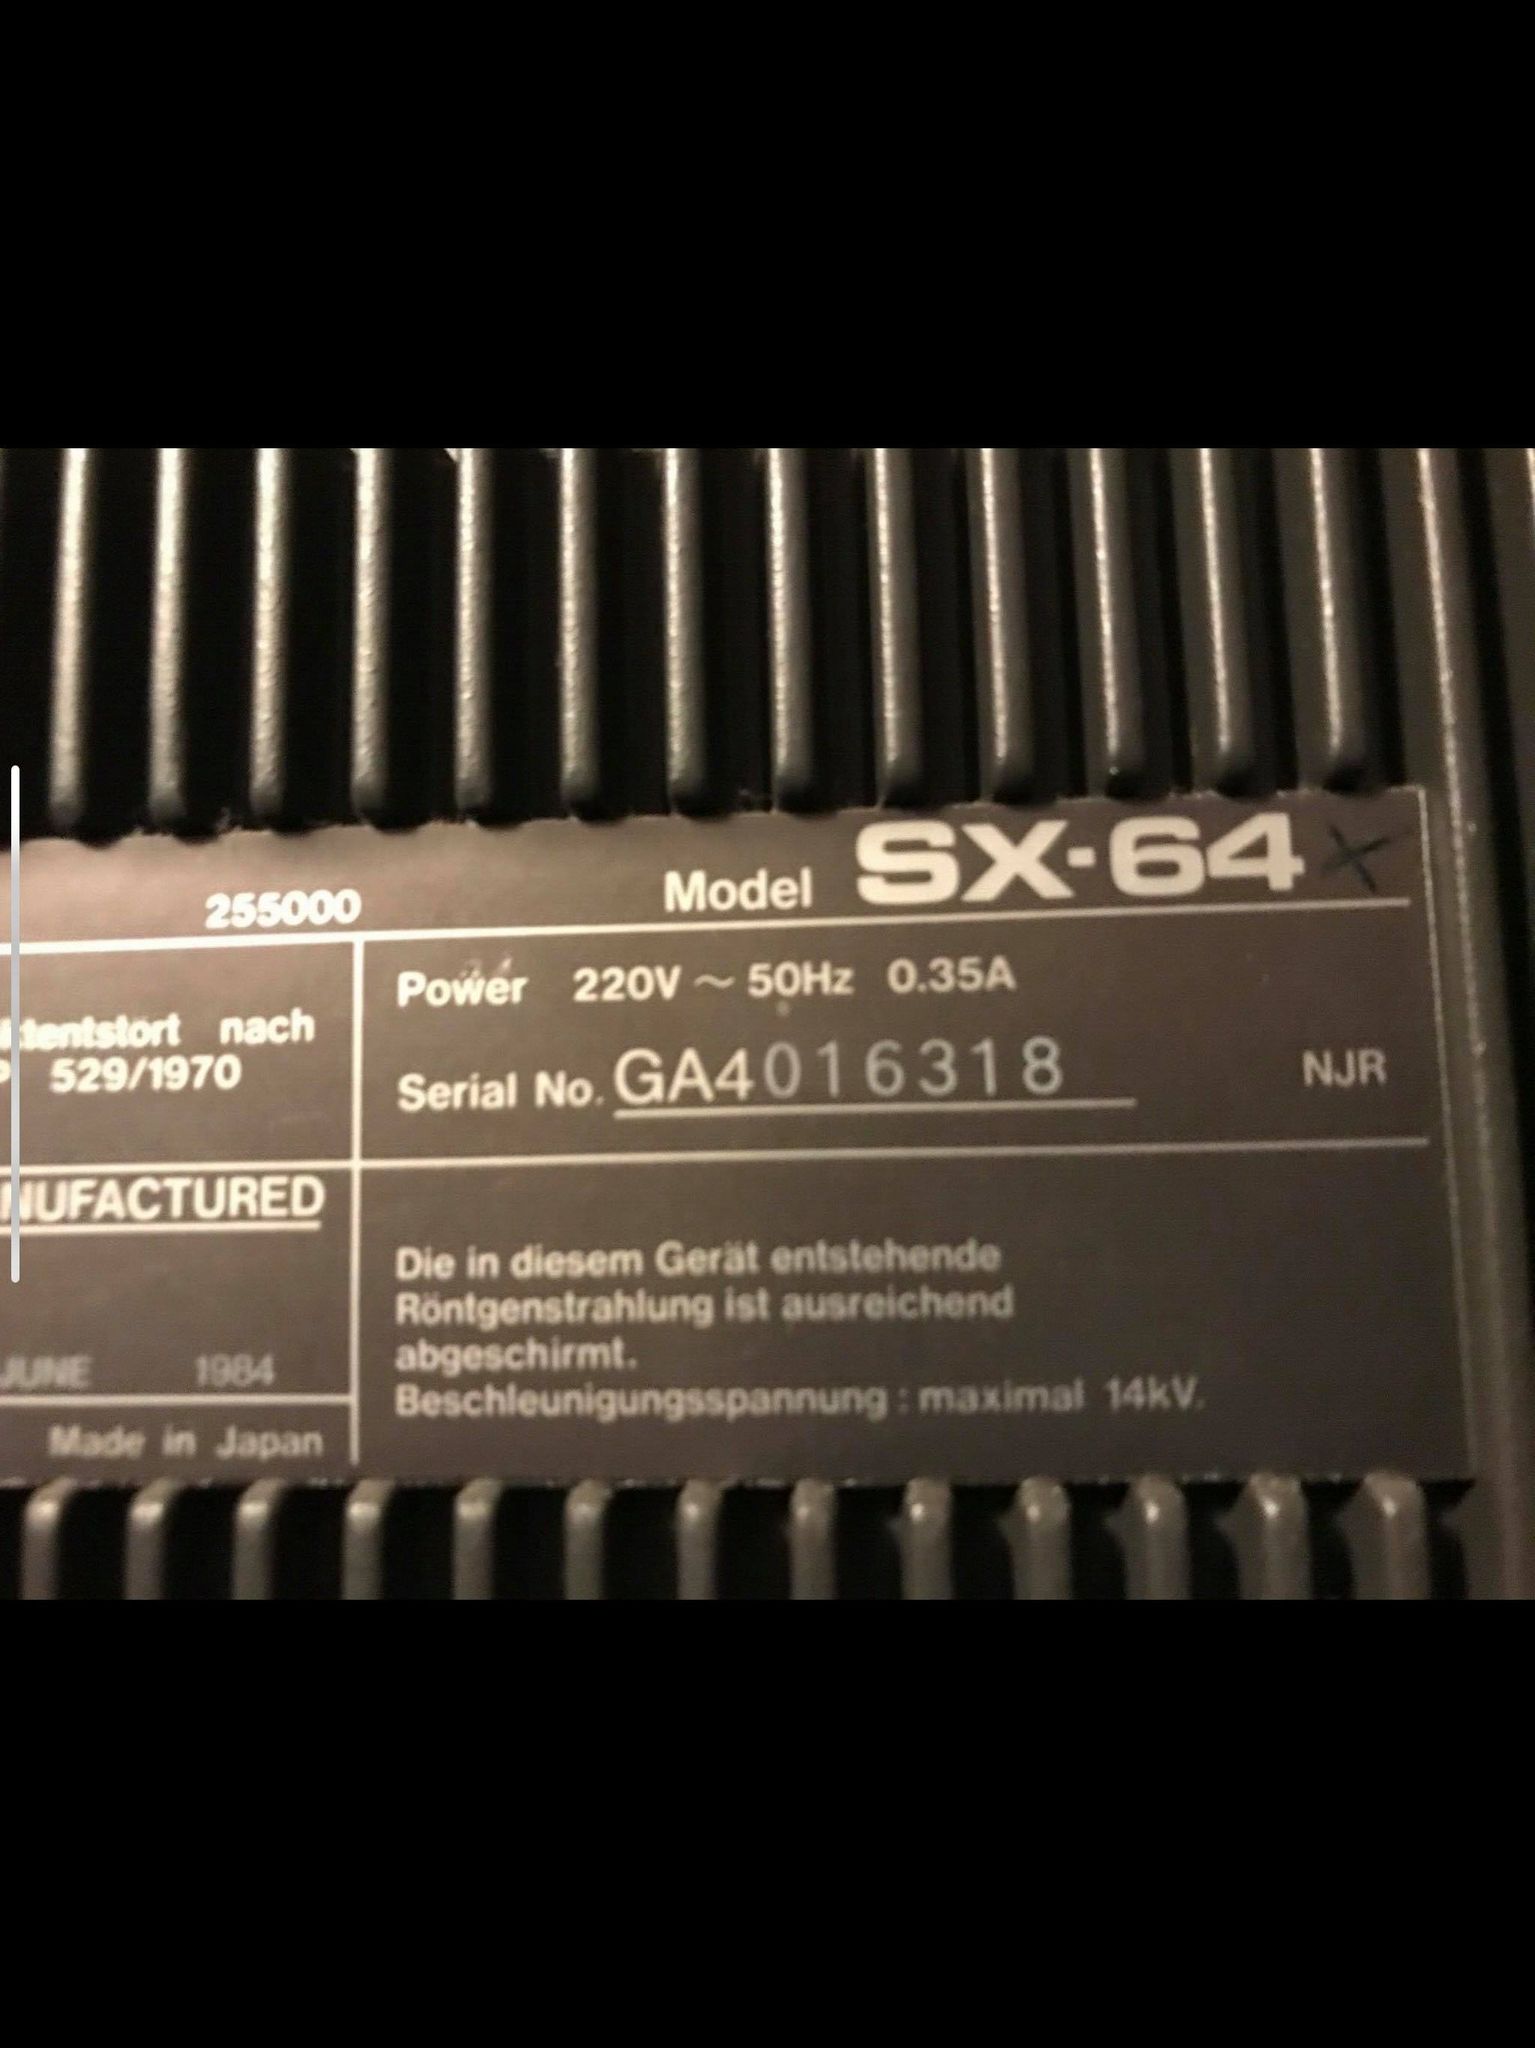 255000
Model SX-64 X
Power 220V ~ 50Hz 0.35A
nach
529/1970
Serial No. GA4016318 NJR
NUFACTURED
JUNE 1984
Made in Japan
Die in diesem Gerät entstehende
Röntgenstrahlung ist ausreichend
abgeschirmt.
Beschleunigungsspannung : maximal 14kV.